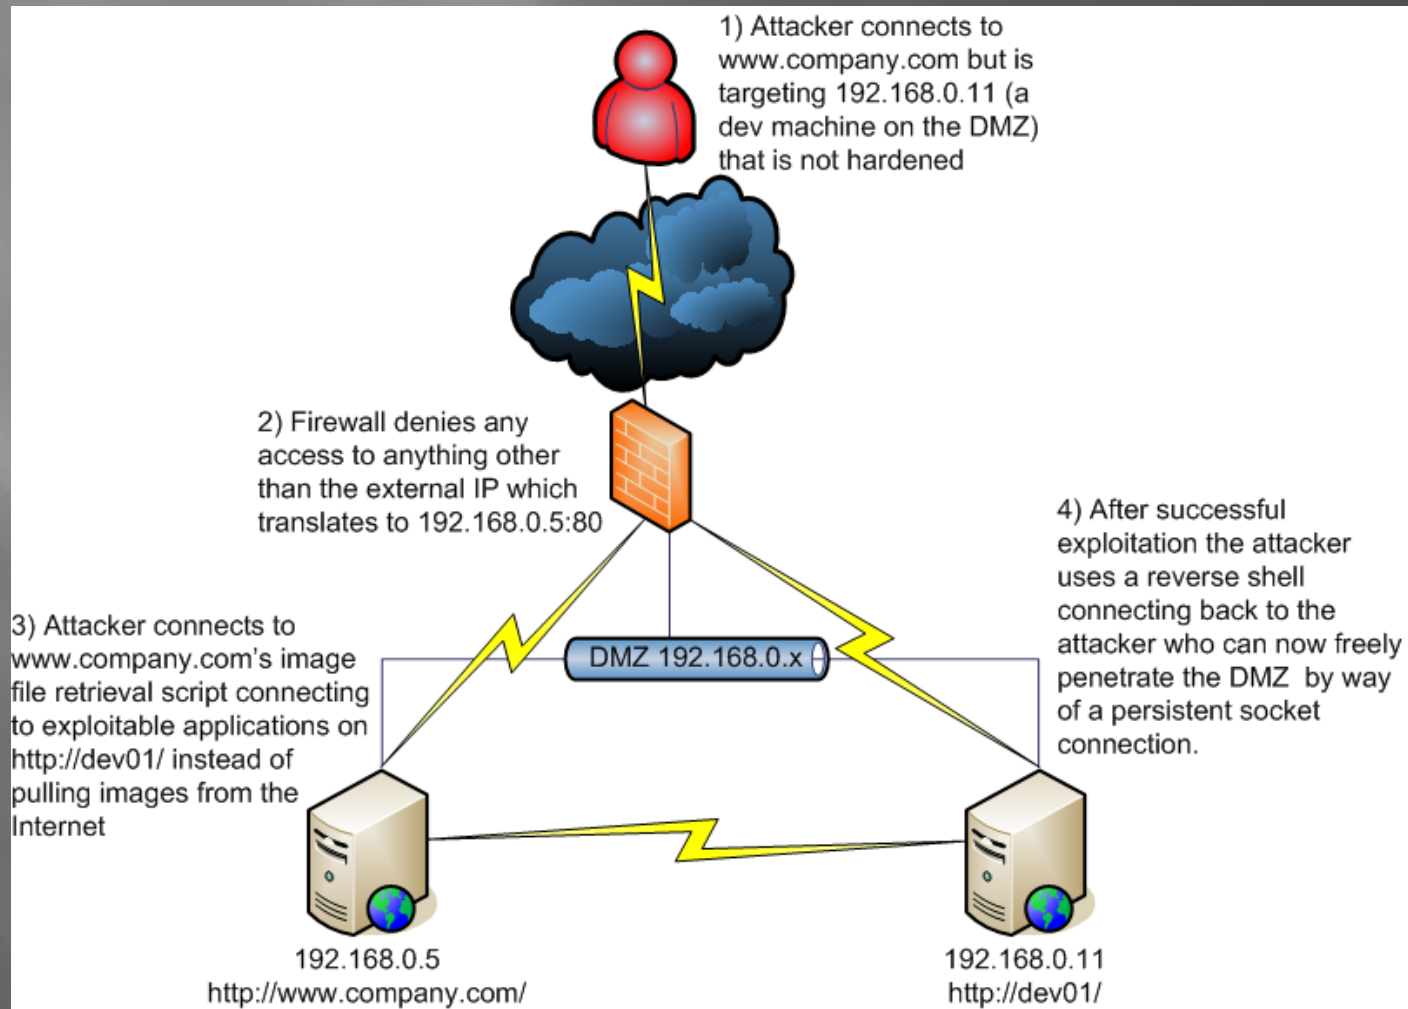 1) Attacker connects to
www.company.com but is
targeting 192.168.0.11 (a
dev machine on the DMZ)
that is not hardened
2) Firewall denies any
access to anything other
than the external IP which
translates to 192.168.0.5:80
3) Attacker connects to
www.company.com's image
file retrieval script connecting
to exploitable applications on
http://dev01/ instead of
pulling images from the
Internet
DMZ 192.168.0.x
4) After successful
exploitation the attacker
uses a reverse shell
connecting back to the
attacker who can now freely
penetrate the DMZ by way
of a persistent socket
connection.
192.168.0.5
http://www.company.com/
192.168.0.11
http://dev01/